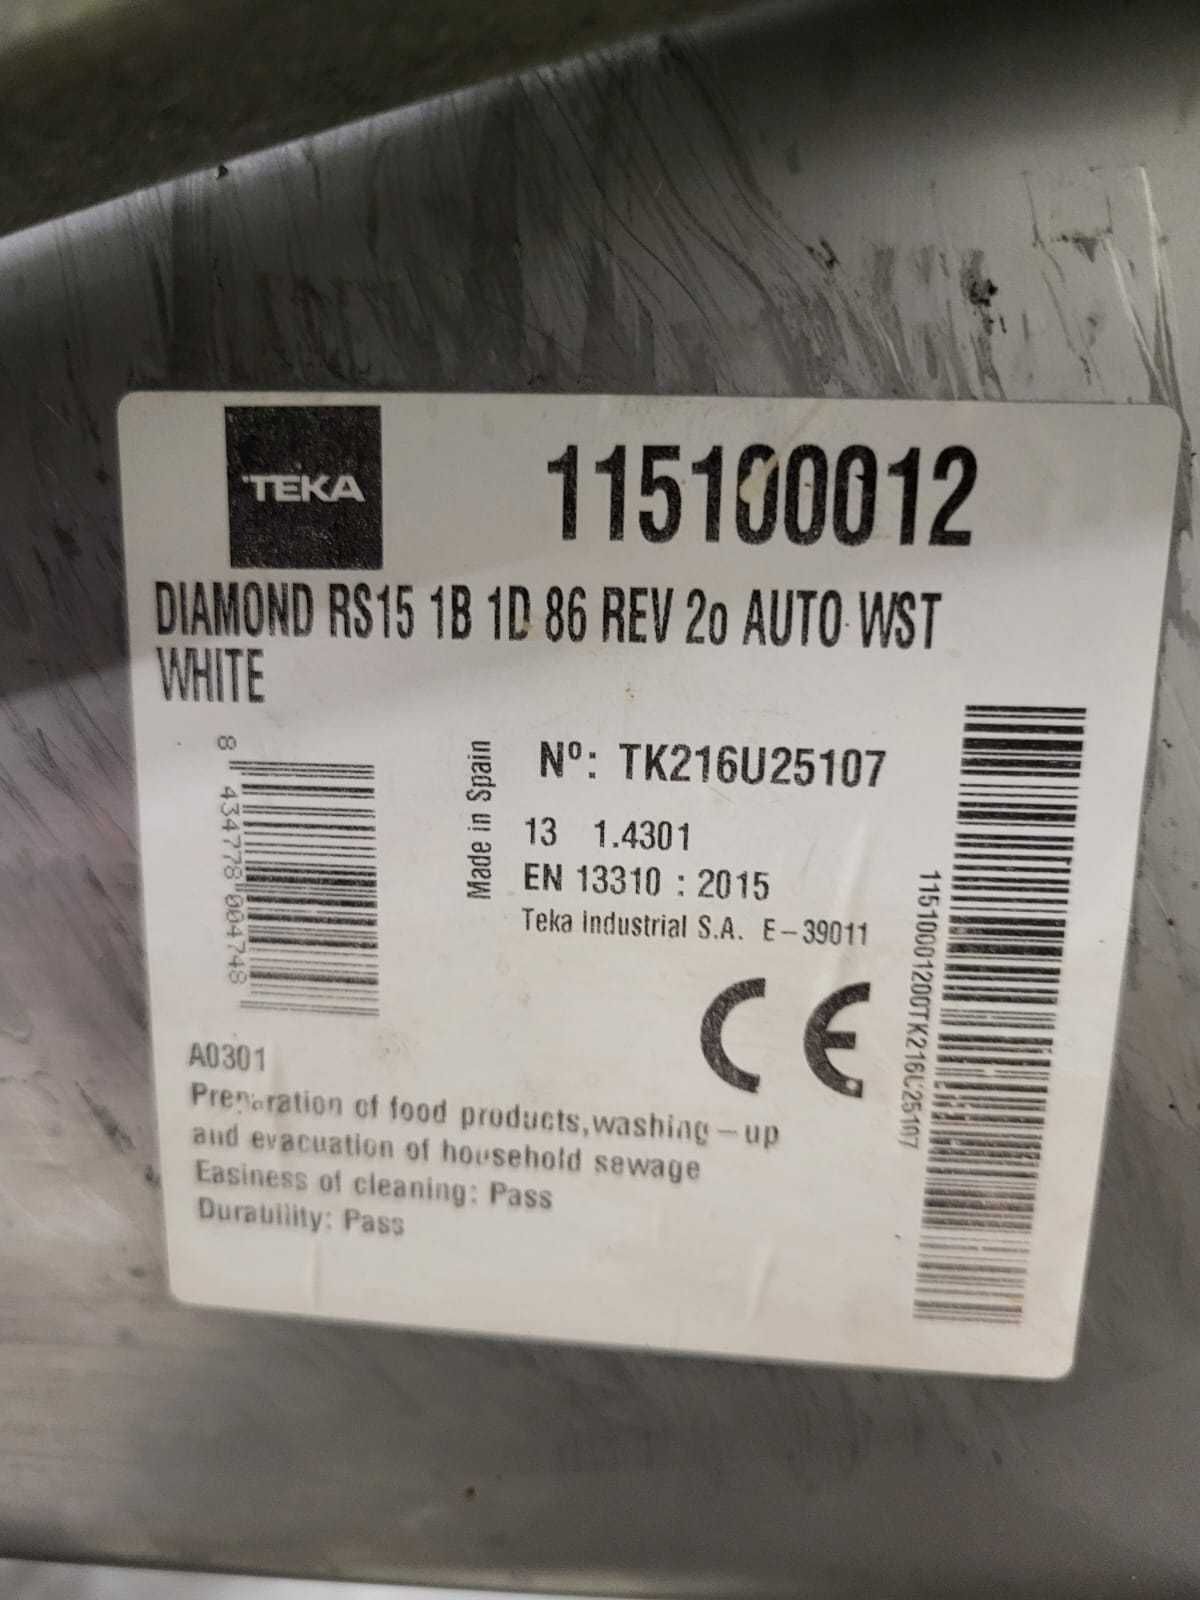 TEKA
115100012
DIAMOND RS15 1B 1D 86 REV 2o AUTO WST
WHITE
8 434778 004748
Made in Spain
Nº: TK216U25107
13 1.4301
EN 13310 : 2015
Teka Industrial S.A. E-39011
CE
11510001200TK216U25107
A0301
Preparation of food products,washing-up
and evacuation of household sewage
Easiness of cleaning: Pass
Durability: Pass